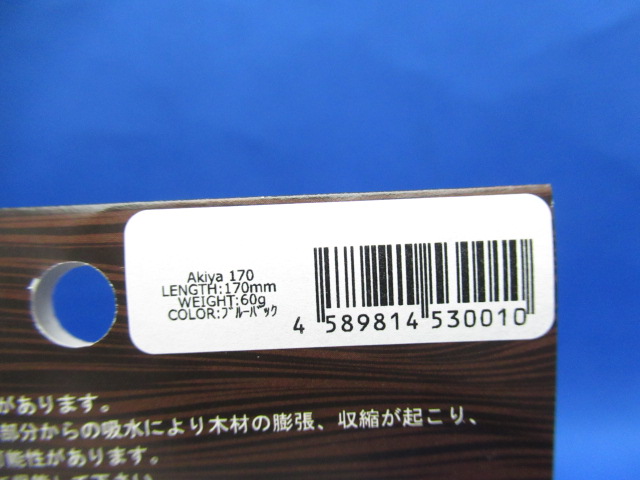 Akiya 170
LENGTH:170mm
WEIGHT:60g
COLOR:ﾌﾞﾙｰﾊﾞｯｸ
4 589814 530010
があります。
部分からの吸水により木材の膨張、収縮が起こり、
可能性があります。